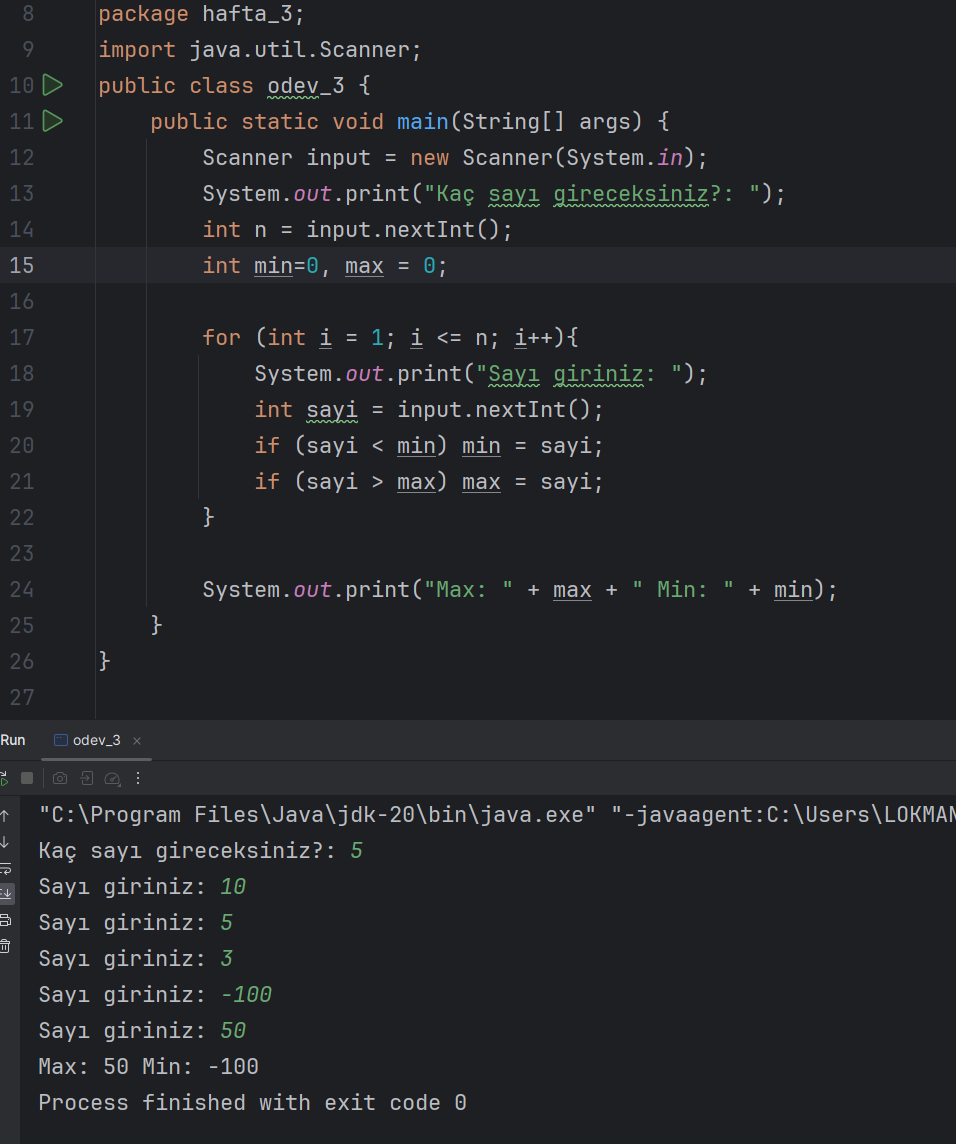 8 package hafta_3;
9 import java.util.Scanner;
10 public class odev_3 {
11 public static void main(String[] args) {
12 Scanner input = new Scanner(System.in);
13 System.out.print("Kaç sayı gireceksiniz?: ");
14 int n = input.nextInt();
15 int min=0, max = 0;
16
17 for (int i = 1; i <= n; i++){
18 System.out.print("Sayı giriniz: ");
19 int sayi = input.nextInt();
20 if (sayi < min) min = sayi;
21 if (sayi > max) max = sayi;
22 }
23
24 System.out.print("Max: " + max + " Min: " + min);
25 }
26 }
27
Run odev_3
"C:\Program Files\Java\jdk-20\bin\java.exe" "-javaagent:C:\Users\LOKMAN
Kaç sayı gireceksiniz?: 5
Sayı giriniz: 10
Sayı giriniz: 5
Sayı giriniz: 3
Sayı giriniz: -100
Sayı giriniz: 50
Max: 50 Min: -100
Process finished with exit code 0